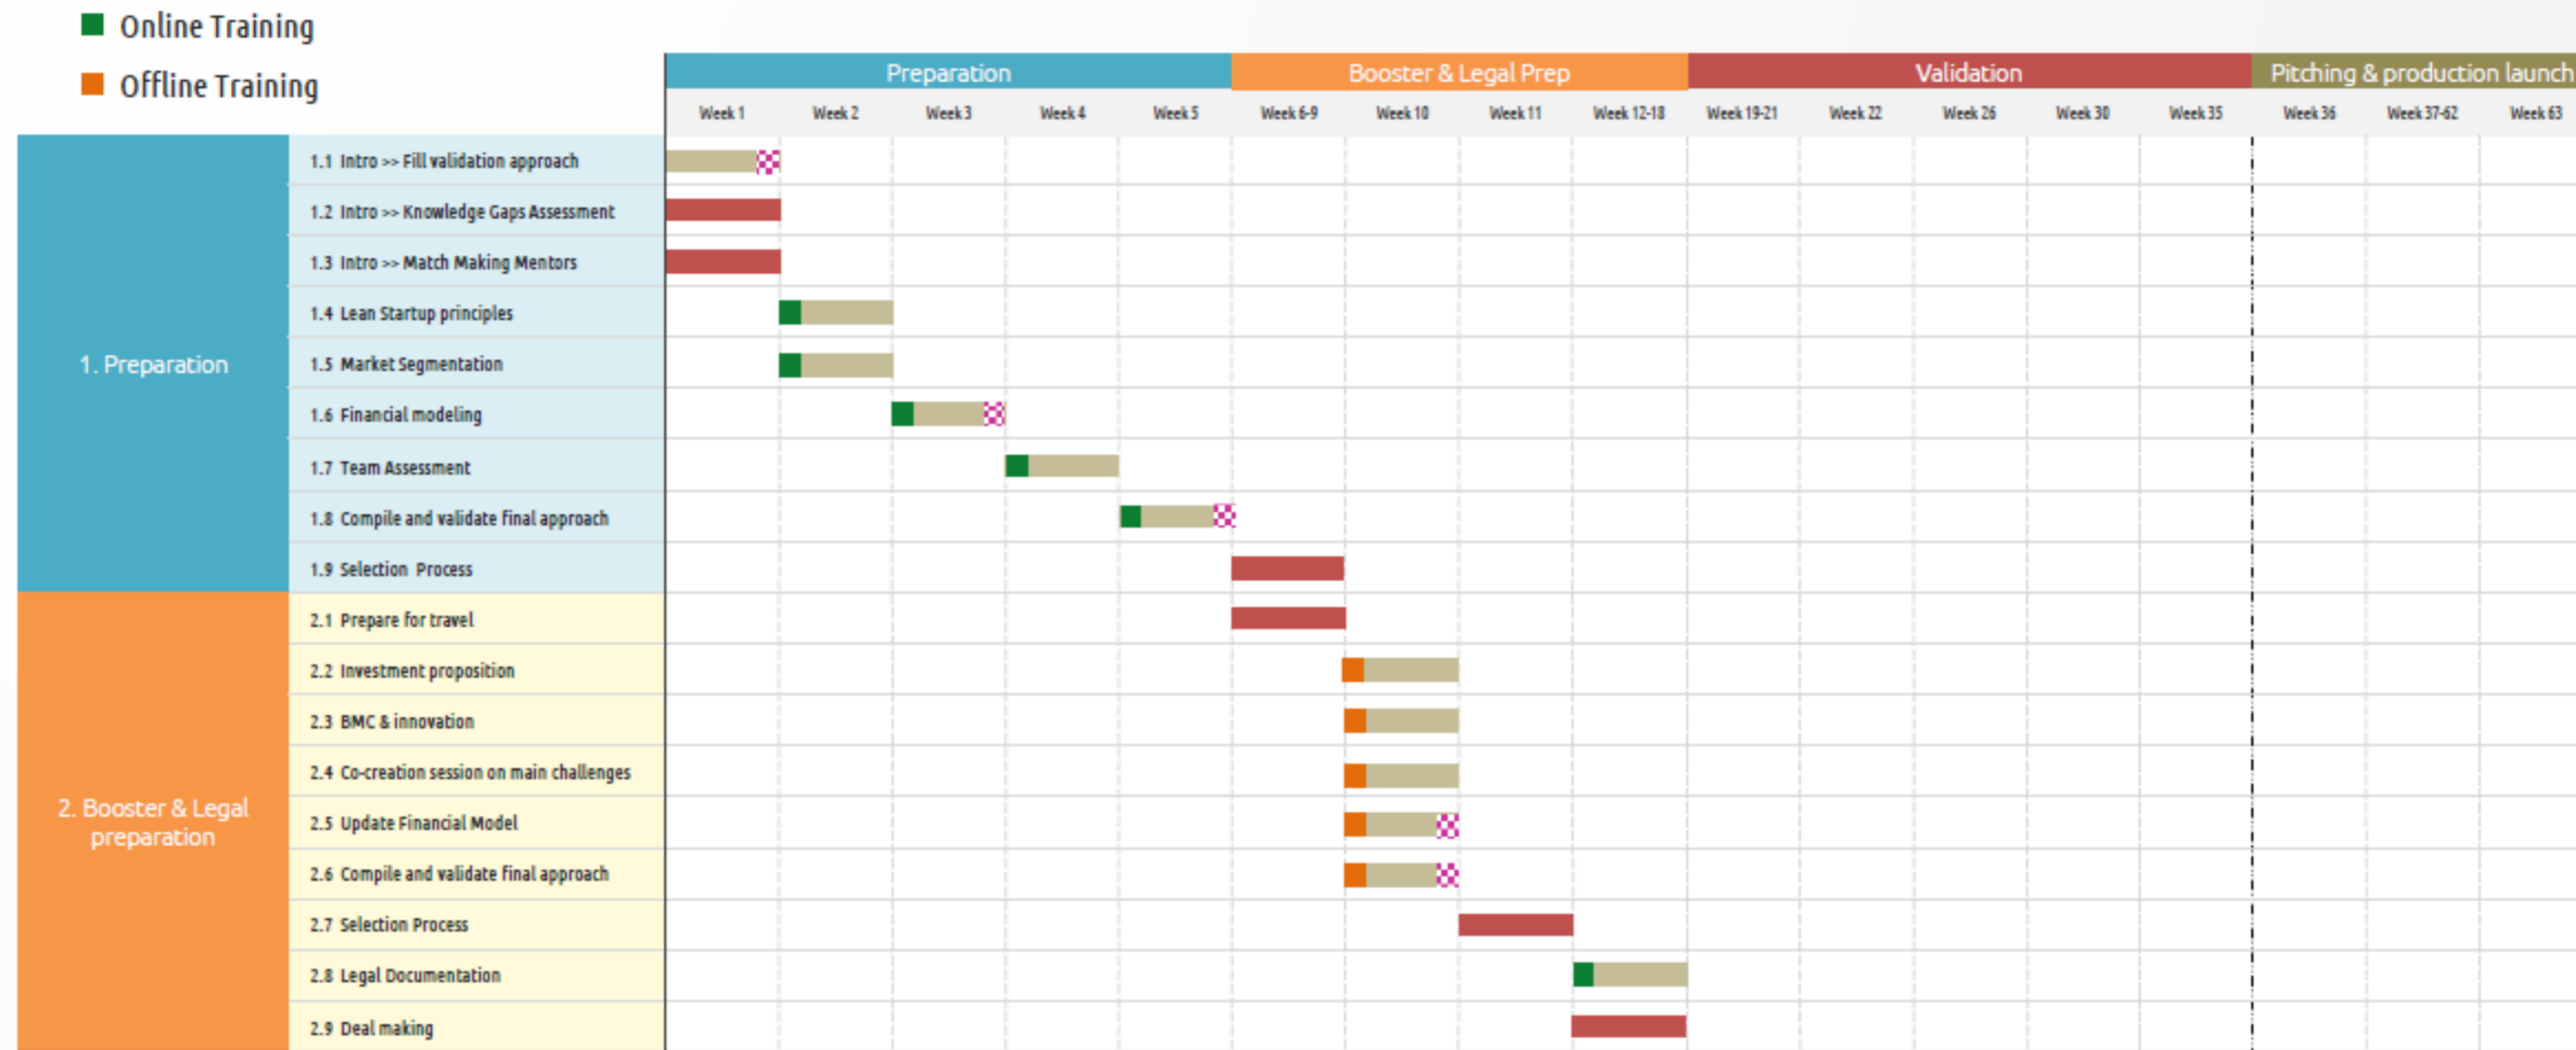 Online Training
Offline Training
Preparation
Booster & Legal Prep
Validation
Pitching & production launch
Week 1
Week 2
Week 3
Week 4
Week 5
Week 6-9
Week 10
Week 11
Week 12-18
Week 19-21
Week 22
Week 26
Week 30
Week 35
Week 36
Week 37-62
Week 63
1. Preparation
1.1 Intro >> Fill validation approach
1.2 Intro >> Knowledge Gaps Assessment
1.3 Intro >> Match Making Mentors
1.4 Lean Startup principles
1.5 Market Segmentation
1.6 Financial modeling
1.7 Team Assessment
1.8 Compile and validate final approach
1.9 Selection Process
2. Booster & Legal
preparation
2.1 Prepare for travel
2.2 Investment proposition
2.3 BMC & innovation
2.4 Co-creation session on main challenges
2.5 Update Financial Model
2.6 Compile and validate final approach
2.7 Selection Process
2.8 Legal Documentation
2.9 Deal making